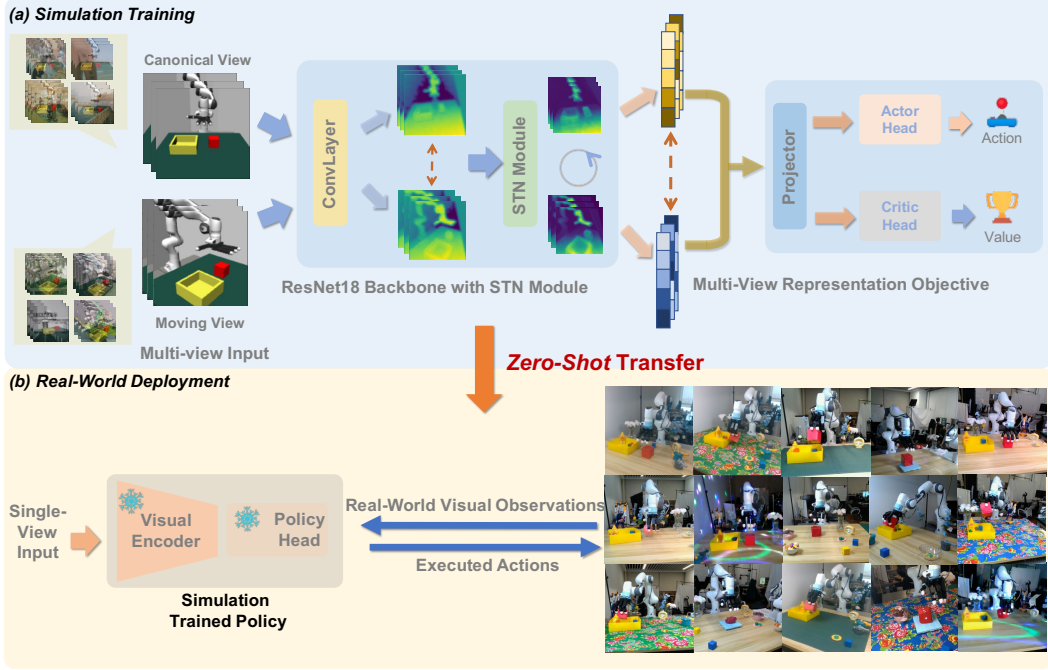 (a) Simulation Training
Canonical View
Moving View
Multi-view Input
ConvLayer
STN Module
ResNet18 Backbone with STN Module
Projector
Actor
Head
Action
Critic
Head
Value
Multi-View Representation Objective
Zero-Shot Transfer
(b) Real-World Deployment
Single-
View
Input
Visual
Encoder
Policy
Head
Simulation
Trained Policy
Real-World Visual Observations
Executed Actions